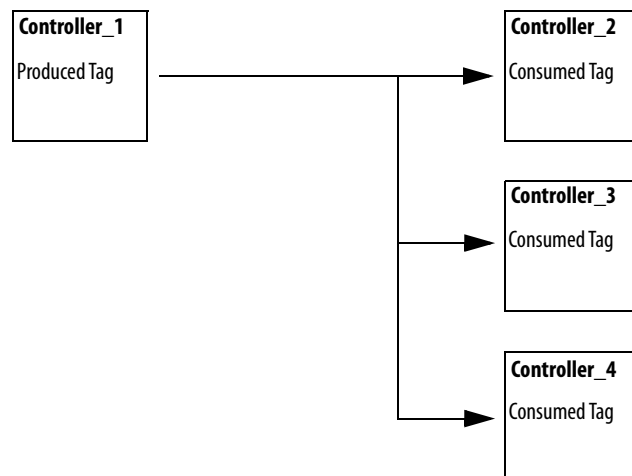 Controller_1
Produced Tag
Controller_2
Consumed Tag
Controller_3
Consumed Tag
Controller_4
Consumed Tag